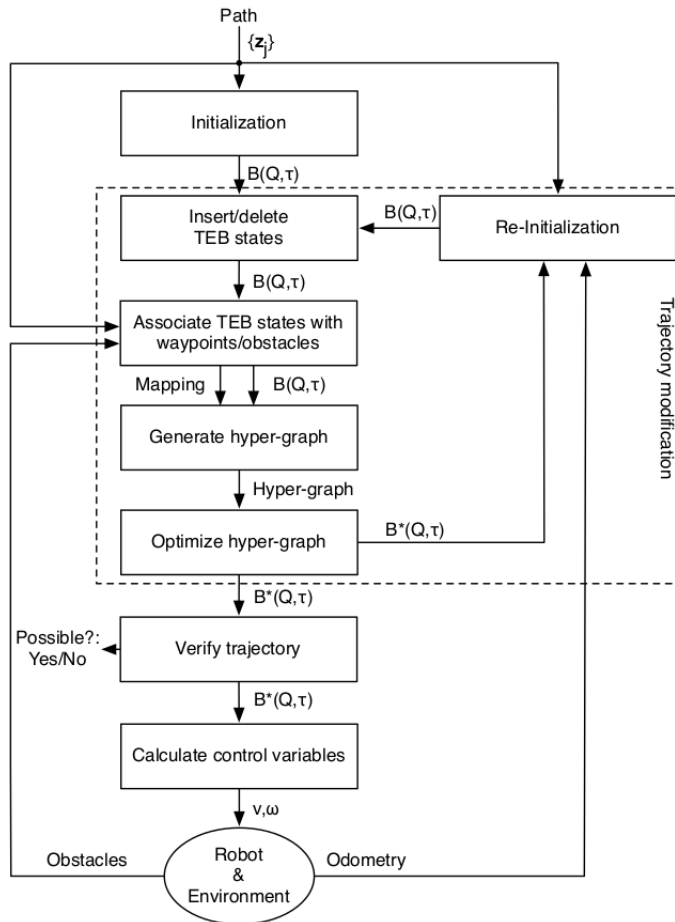 Path
{z_j}
Initialization
B(Q,τ)
Insert/delete
TEB states
B(Q,τ)
Re-Initialization
B(Q,τ)
Associate TEB states with
waypoints/obstacles
Mapping
B(Q,τ)
Generate hyper-graph
Hyper-graph
Optimize hyper-graph
B*(Q,τ)
Trajectory modification
B*(Q,τ)
Possible?:
Yes/No
Verify trajectory
B*(Q,τ)
Calculate control variables
v,ω
Obstacles
Robot
&
Environment
Odometry